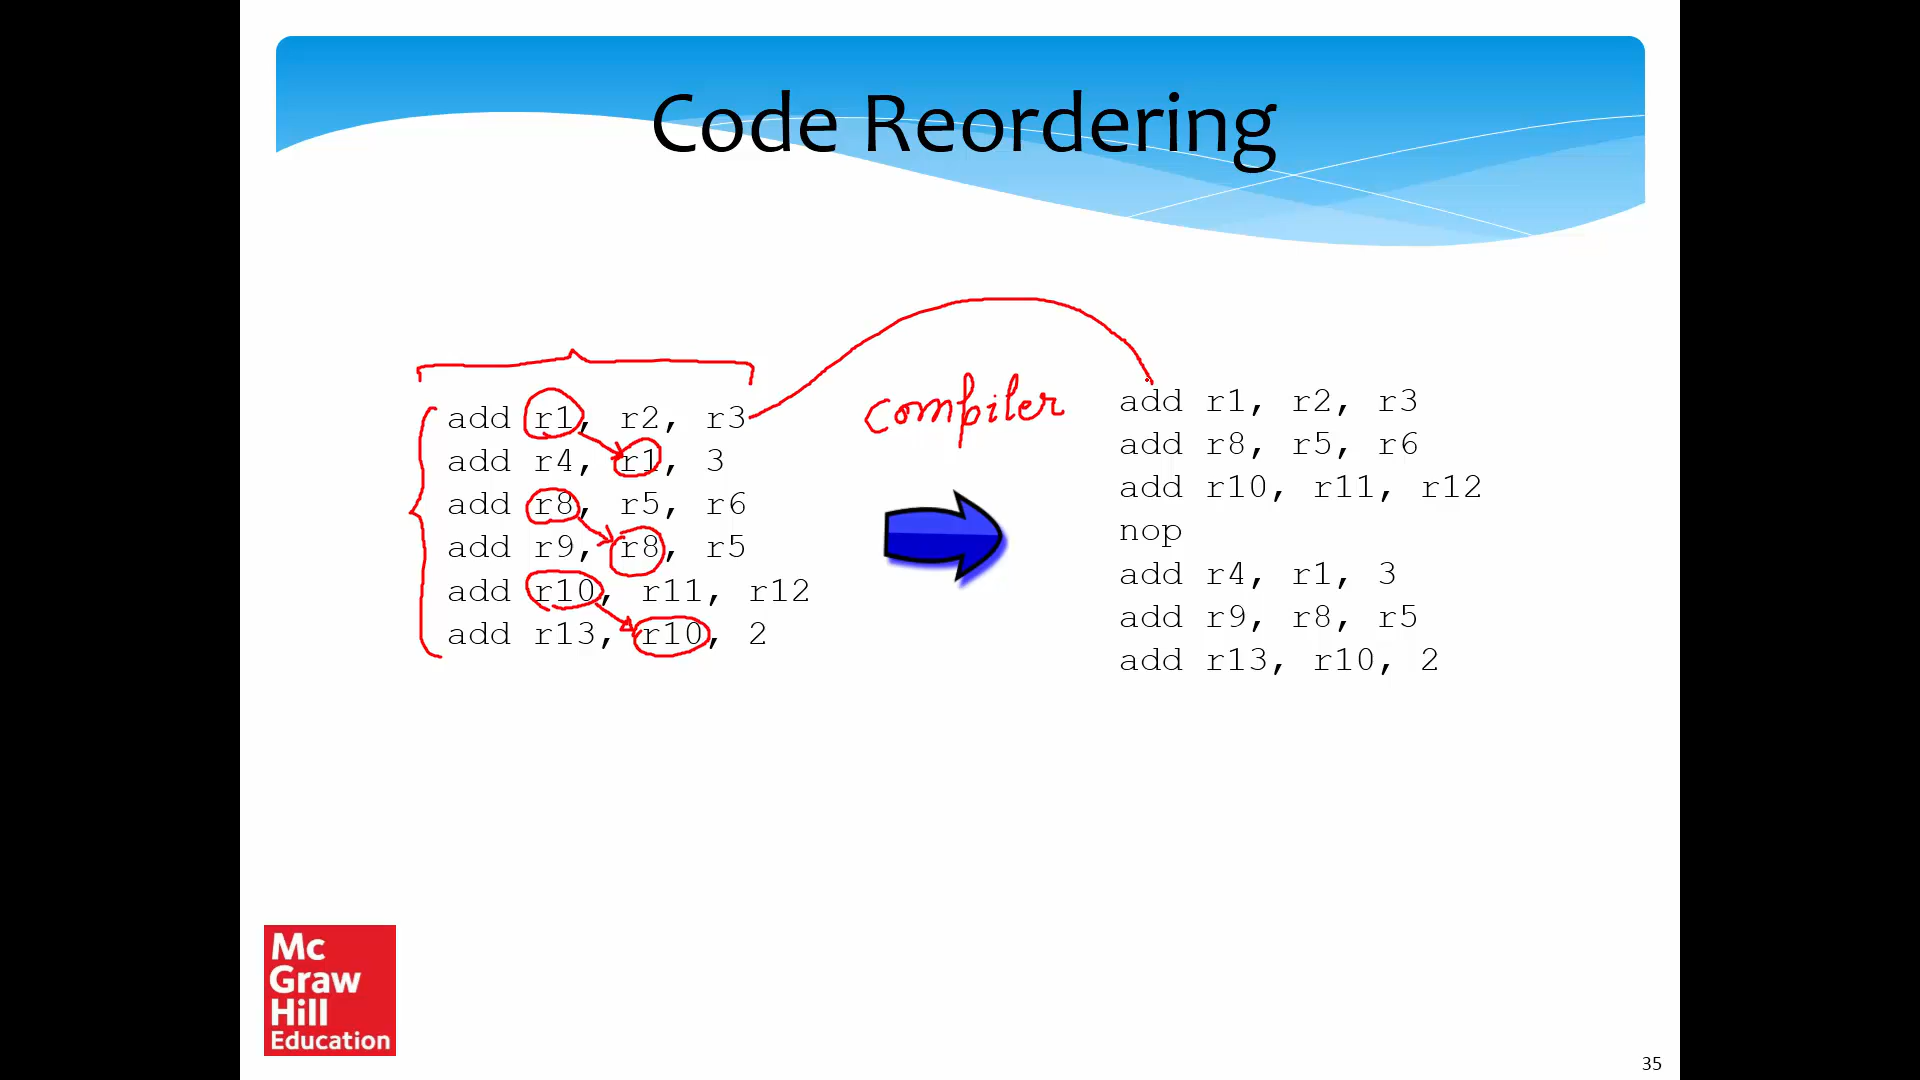 Code Reordering
add r1, r2, r3
add r4, r1, 3
add r8, r5, r6
add r9, r8, r5
add r10, r11, r12
add r13, r10, 2
compiler
add r1, r2, r3
add r8, r5, r6
add r10, r11, r12
nop
add r4, r1, 3
add r9, r8, r5
add r13, r10, 2
Mc
Graw
Hill
Education
35